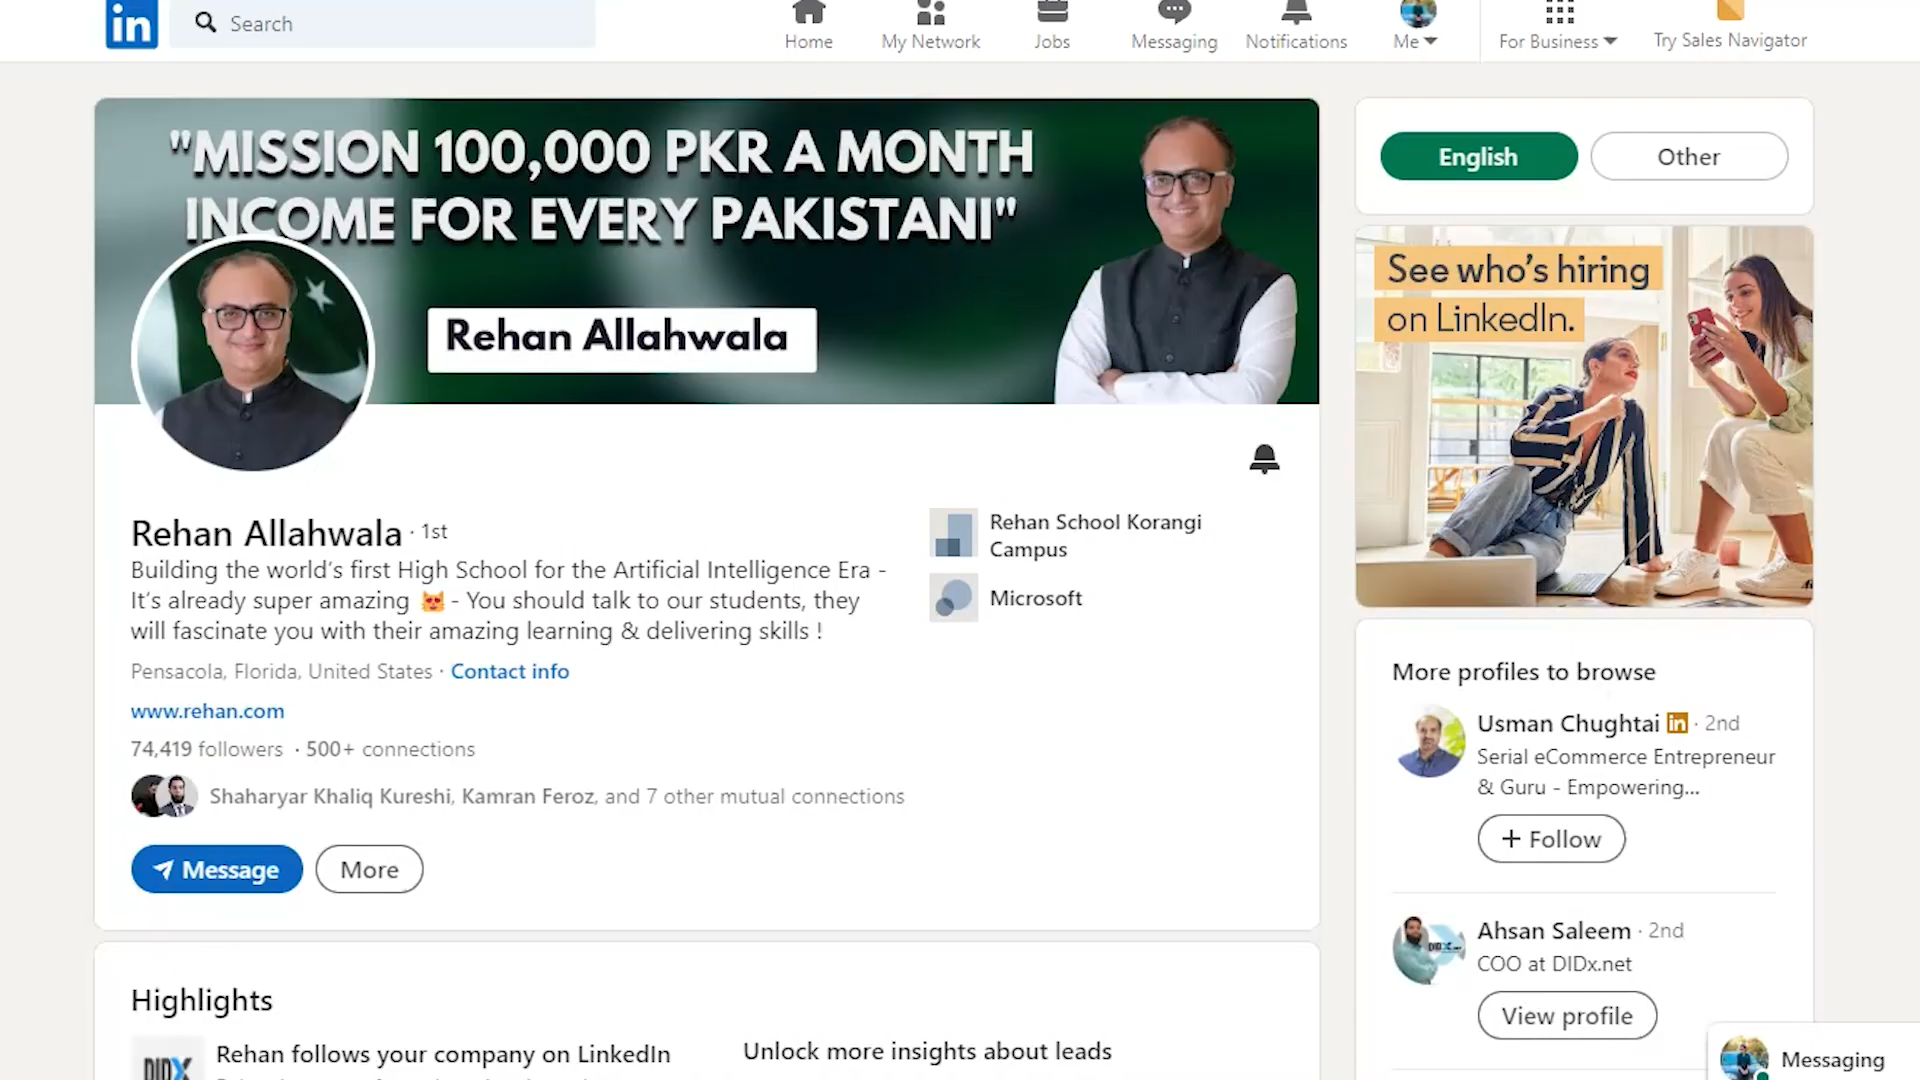 in
Search
Home
My Network
Jobs
Messaging
Notifications
Me
For Business
Try Sales Navigator
"MISSION 100,000 PKR A MONTH
INCOME FOR EVERY PAKISTANI"
Rehan Allahwala
Rehan Allahwala · 1st
Building the world's first High School for the Artificial Intelligence Era -
It's already super amazing 😻 - You should talk to our students, they
will fascinate you with their amazing learning & delivering skills !
Pensacola, Florida, United States · Contact info
www.rehan.com
74,419 followers · 500+ connections
Shaharyar Khaliq Kureshi, Kamran Feroz, and 7 other mutual connections
Message
More
Rehan School Korangi
Campus
Microsoft
Highlights
DIDX
Rehan follows your company on LinkedIn
Unlock more insights about leads
English
Other
See who's hiring
on LinkedIn.
More profiles to browse
Usman Chughtai in · 2nd
Serial eCommerce Entrepreneur
& Guru - Empowering...
+ Follow
Ahsan Saleem · 2nd
COO at DIDx.net
View profile
Messaging